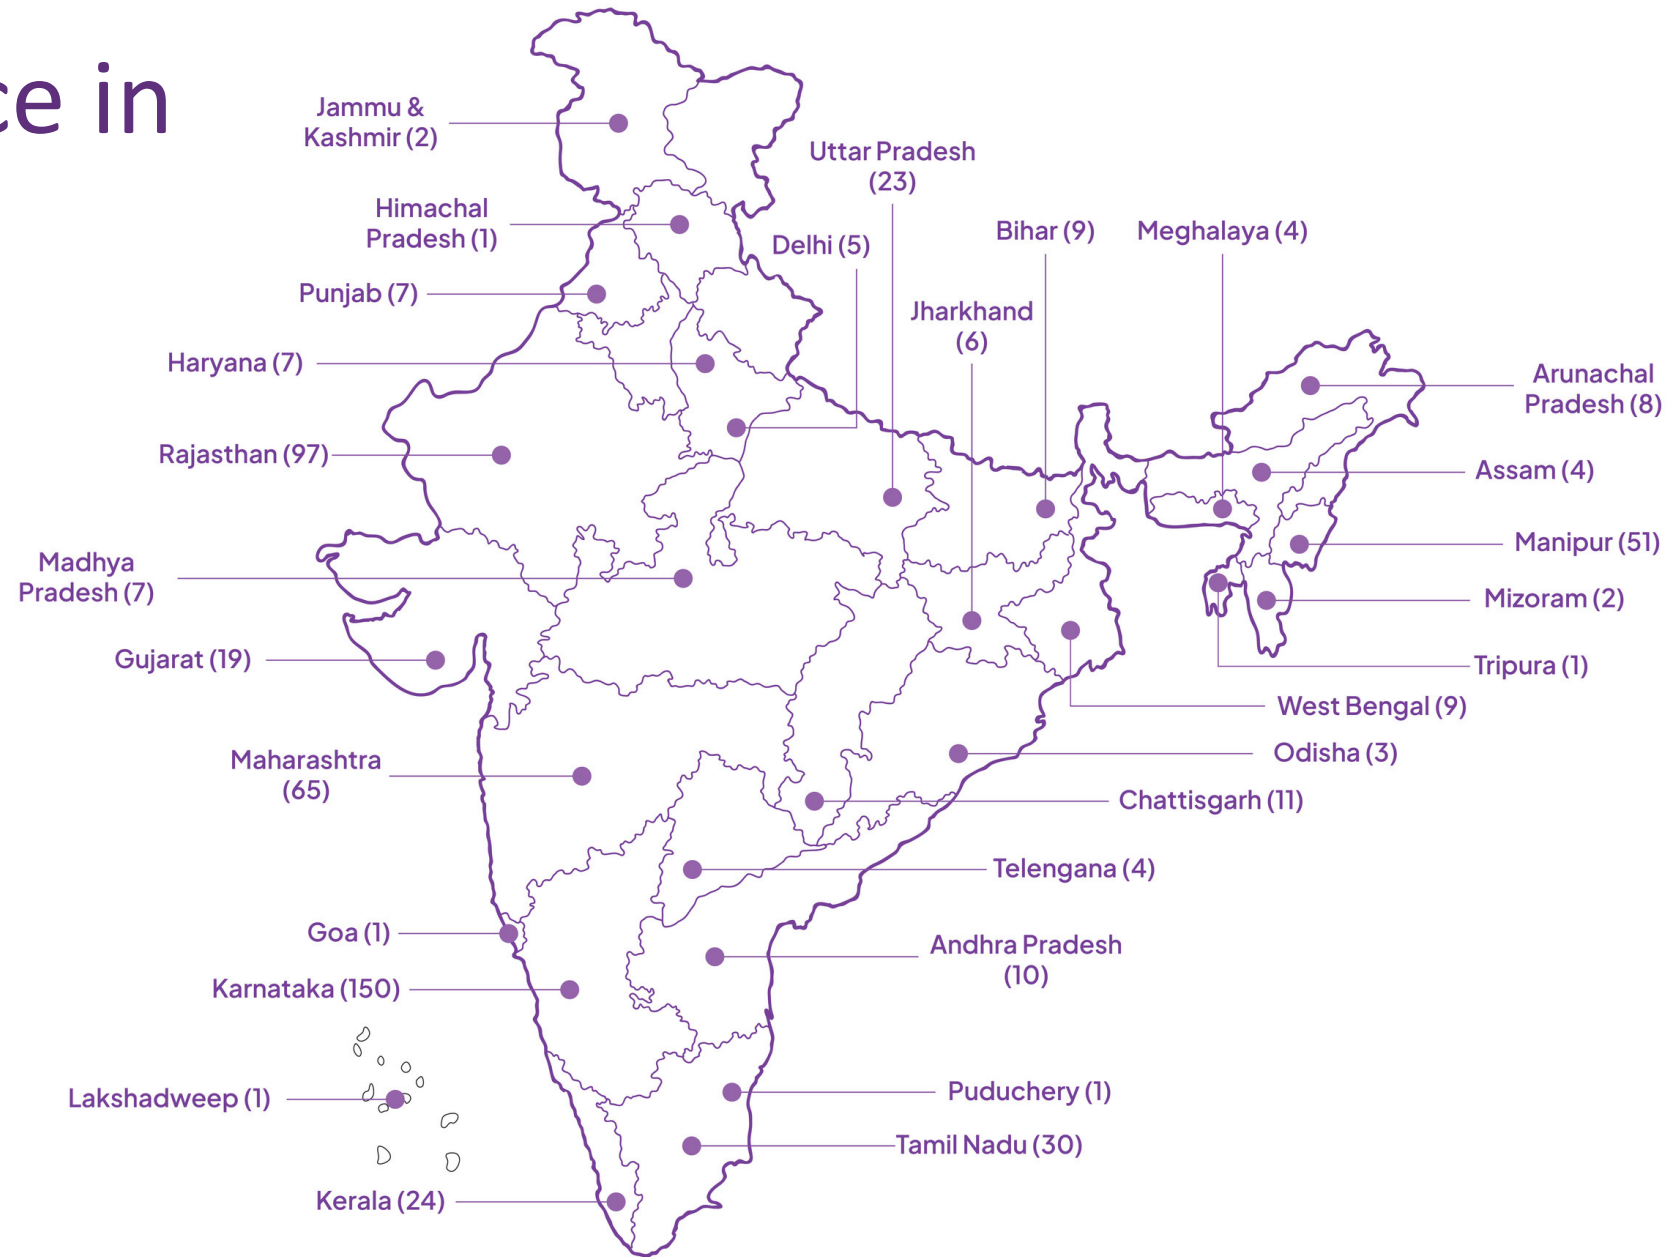 ce in
Jammu &
Kashmir (2)
Uttar Pradesh
(23)
Himachal
Pradesh (1)
Delhi (5)
Bihar (9)
Meghalaya (4)
Punjab (7)
Jharkhand
(6)
Haryana (7)
Arunachal
Pradesh (8)
Rajasthan (97)
Assam (4)
Manipur (51)
Madhya
Pradesh (7)
Mizoram (2)
Gujarat (19)
Tripura (1)
West Bengal (9)
Odisha (3)
Maharashtra
(65)
Chattisgarh (11)
Telengana (4)
Goa (1)
Andhra Pradesh
(10)
Karnataka (150)
Lakshadweep (1)
Puduchery (1)
Tamil Nadu (30)
Kerala (24)